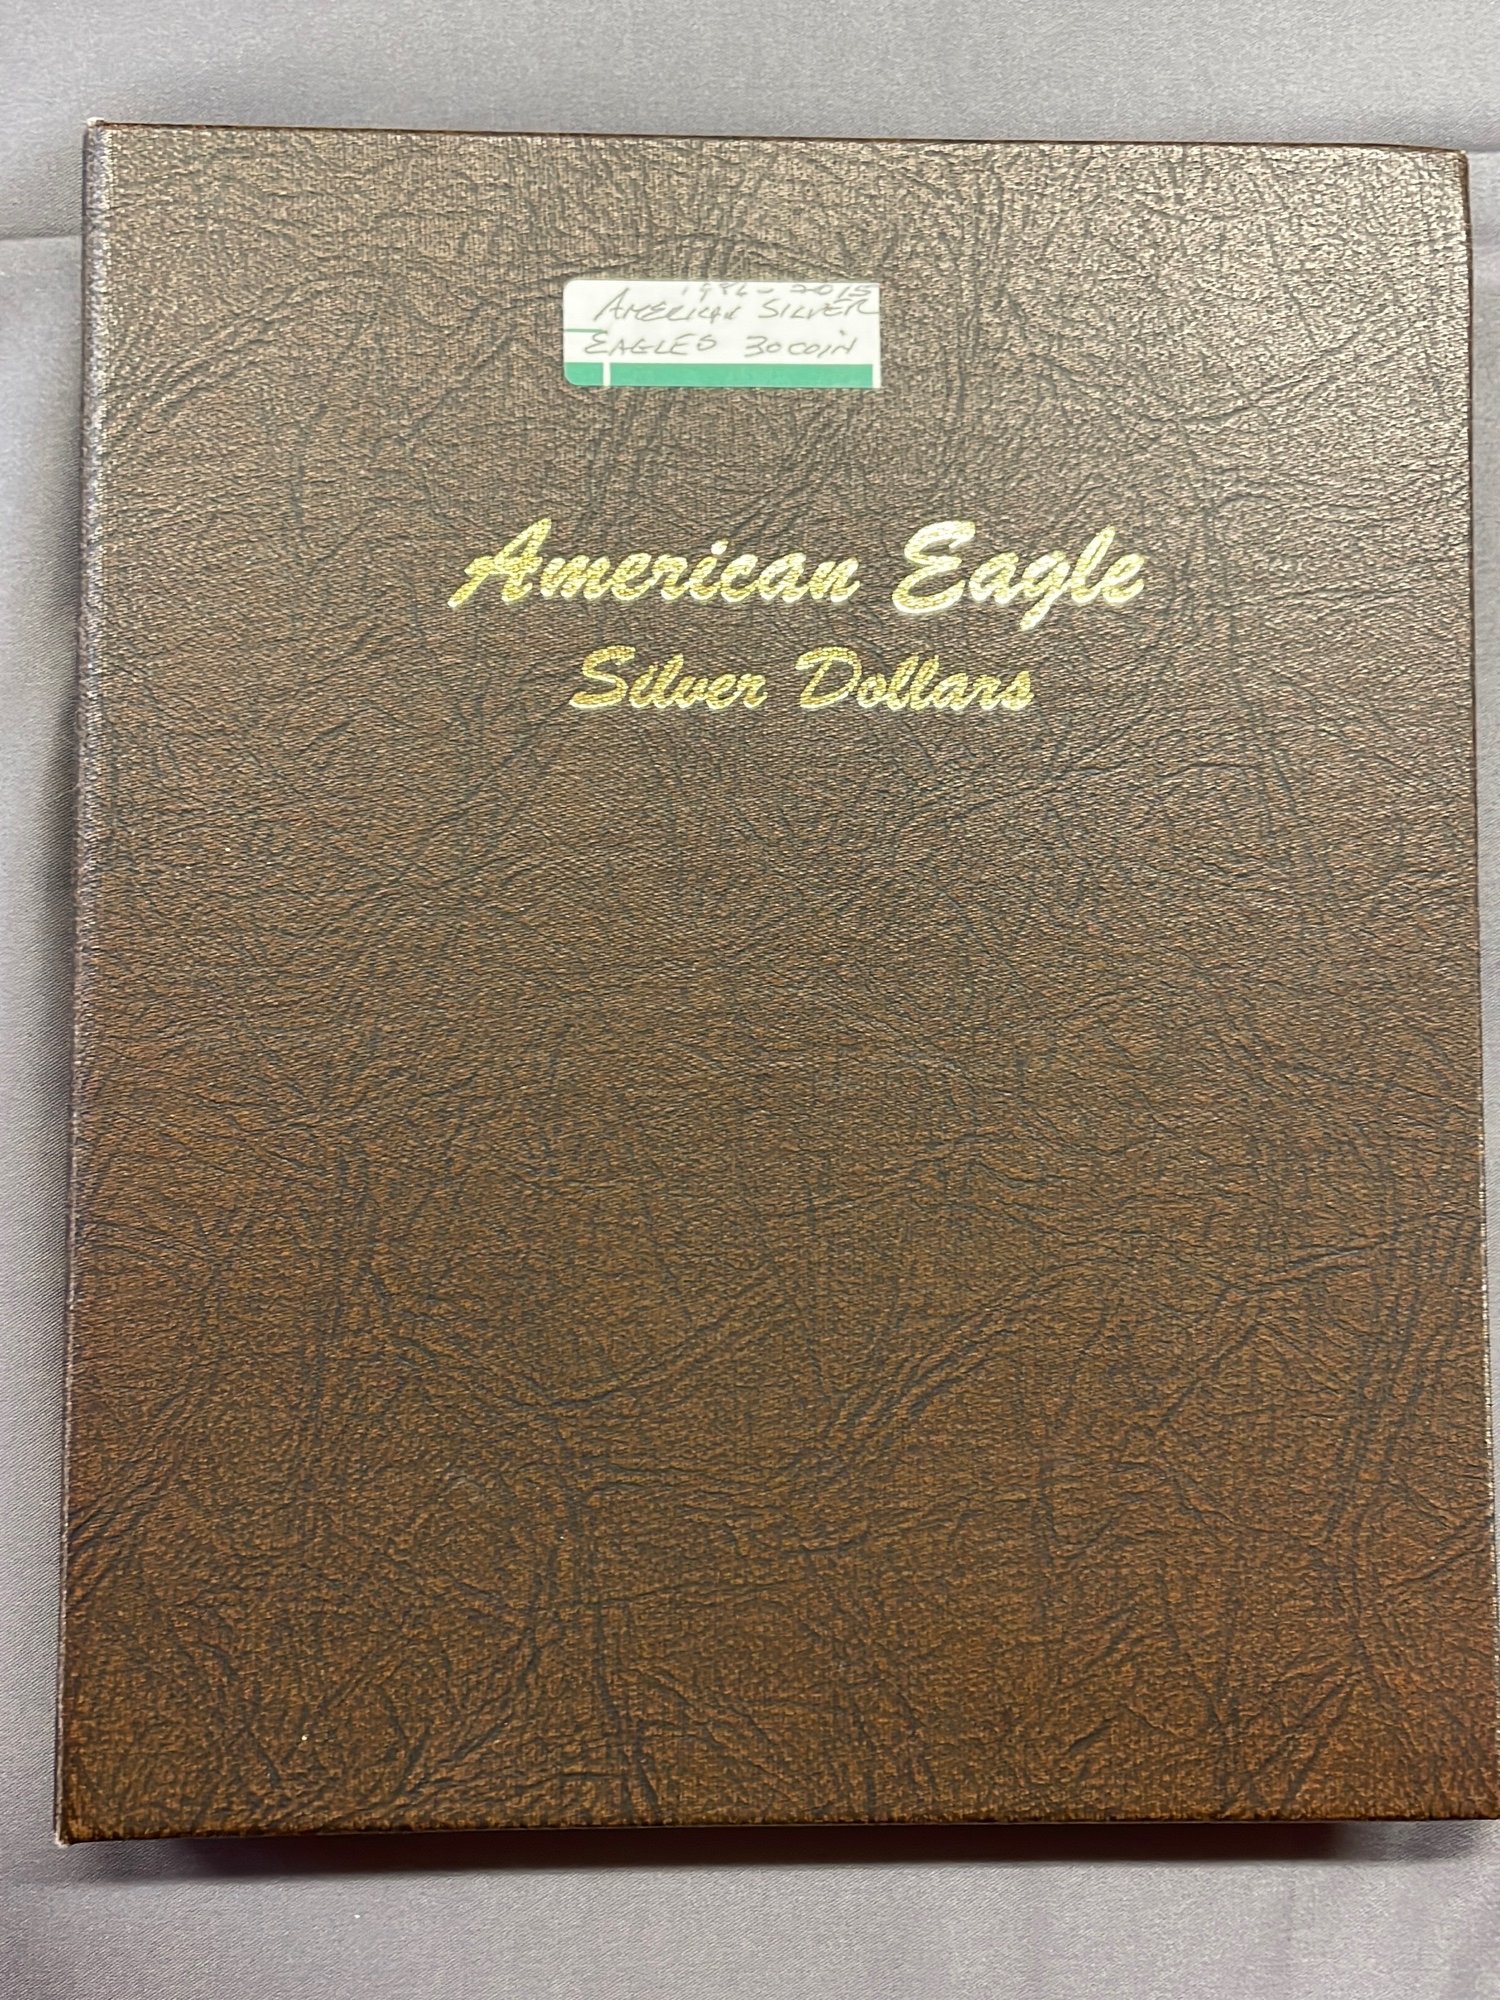 1986-2015
AMERICAN SILVER
EAGLES 30 COIN
American Eagle
Silver Dollars